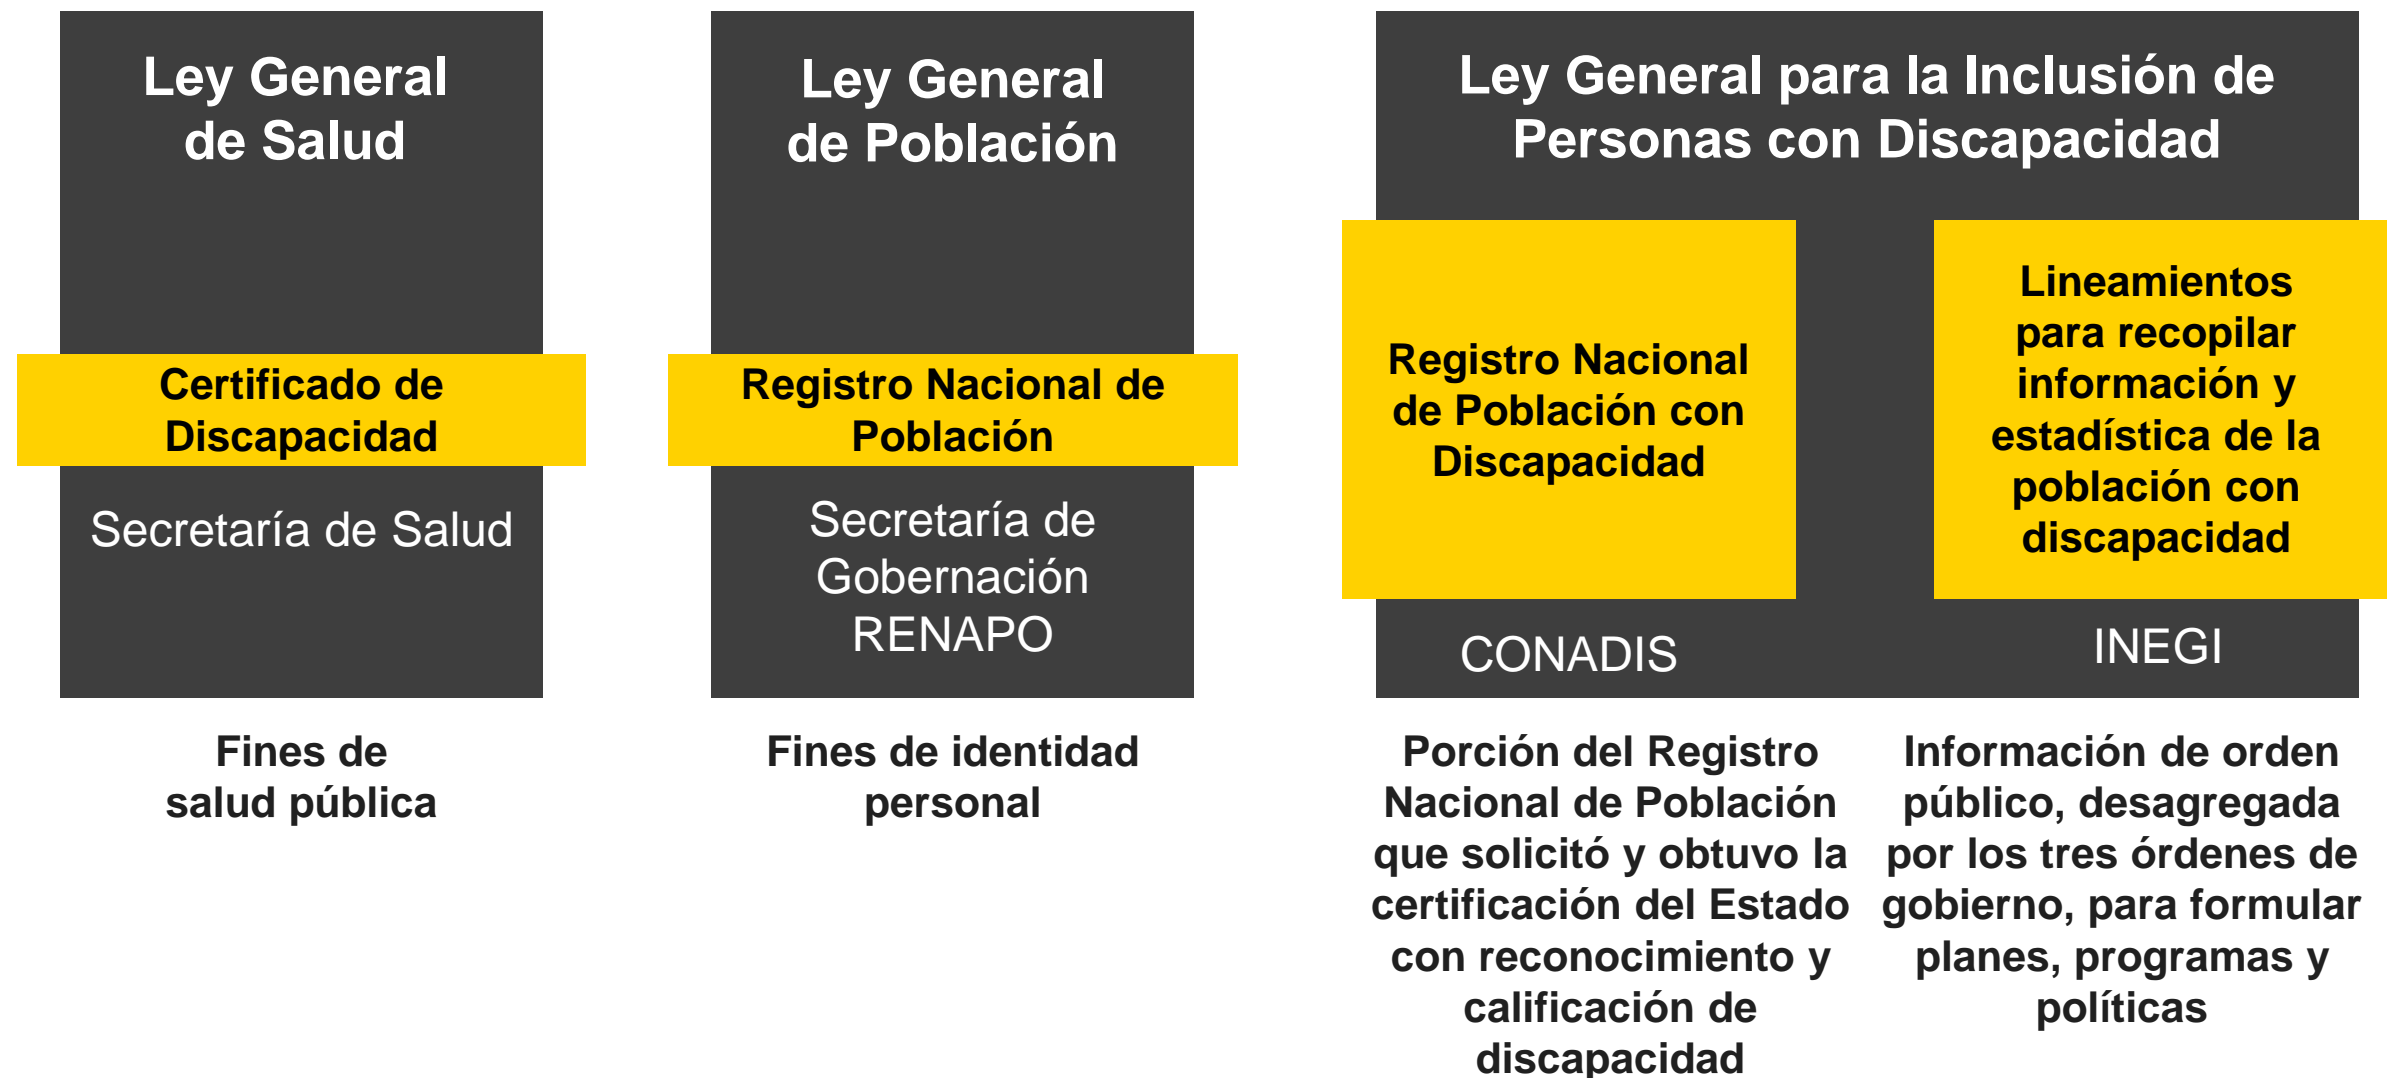 Ley General
de Salud
Certificado de
Discapacidad
Secretaría de Salud
Fines de
salud pública
Ley General
de Población
Registro Nacional de
Población
Secretaría de
Gobernación
RENAPO
Fines de identidad
personal
Ley General para la Inclusión de
Personas con Discapacidad
Registro Nacional
de Población con
Discapacidad
CONADIS
Porción del Registro
Nacional de Población
que solicitó y obtuvo la
certificación del Estado
con reconocimiento y
calificación de
discapacidad
Lineamientos
para recopilar
información y
estadística de la
población con
discapacidad
INEGI
Información de orden
público, desagregada
por los tres órdenes de
gobierno, para formular
planes, programas y
políticas